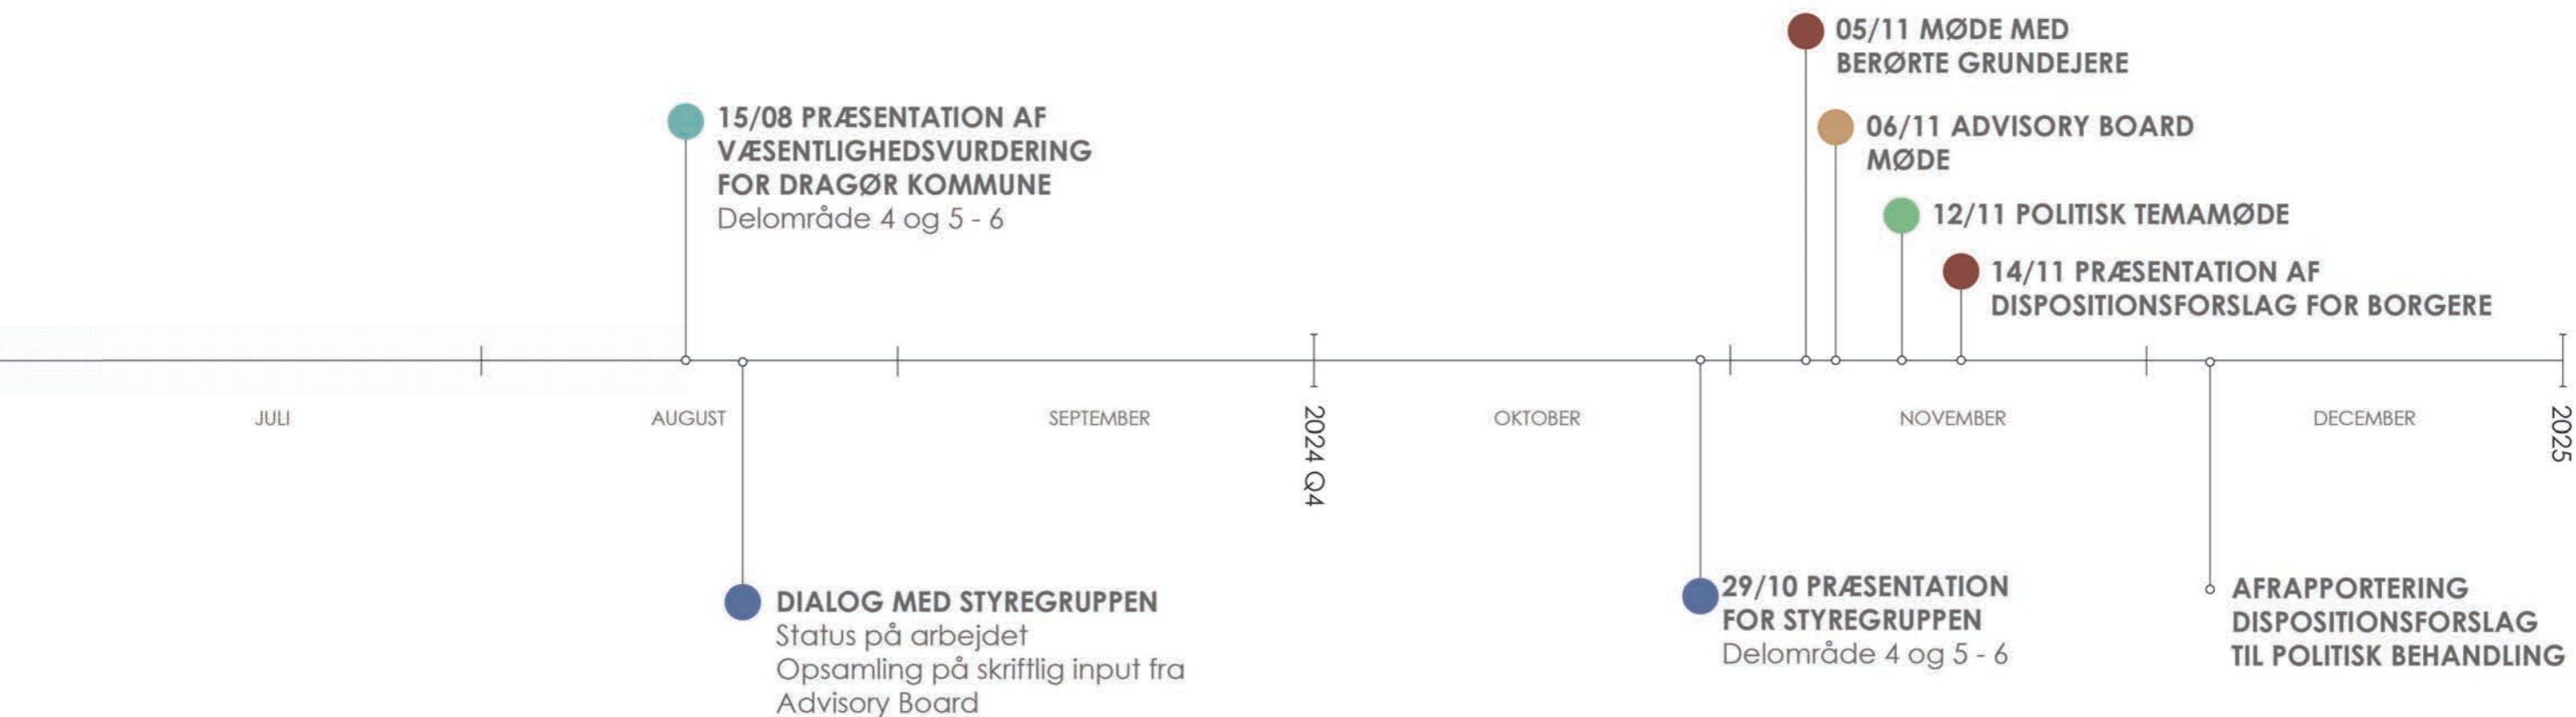 05/11 MØDE MED
BERØRTE GRUNDEJERE
15/08 PRÆSENTATION AF
VÆSENTLIGHEDSVURDERING
FOR DRAGØR KOMMUNE
Delområde 4 og 5 - 6
06/11 ADVISORY BOARD
MØDE
12/11 POLITISK TEMAMØDE
14/11 PRÆSENTATION AF
DISPOSITIONSFORSLAG FOR BORGERE
JULI
AUGUST
SEPTEMBER
2024 Q4
OKTOBER
NOVEMBER
DECEMBER
2025
DIALOG MED STYREGRUPPEN
Status på arbejdet
Opsamling på skriftlig input fra
Advisory Board
29/10 PRÆSENTATION
FOR STYREGRUPPEN
Delområde 4 og 5 - 6
AFRAPPORTERING
DISPOSITIONSFORSLAG
TIL POLITISK BEHANDLING